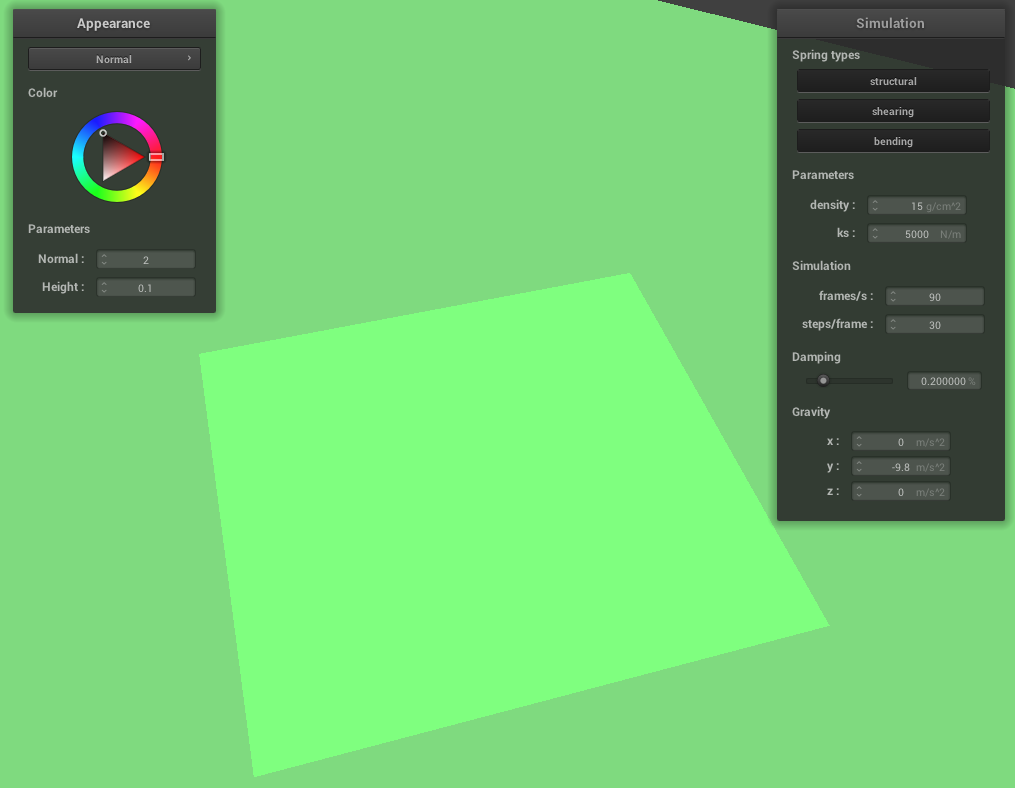 Appearance
Normal ›
Color
Parameters
Normal : 2
Height : 0.1
Simulation
Spring types
structural
shearing
bending
Parameters
density : 15 g/cm^2
ks : 5000 N/m
Simulation
frames/s : 90
steps/frame : 30
Damping
0.200000 %
Gravity
x : 0 m/s^2
y : -9.8 m/s^2
z : 0 m/s^2